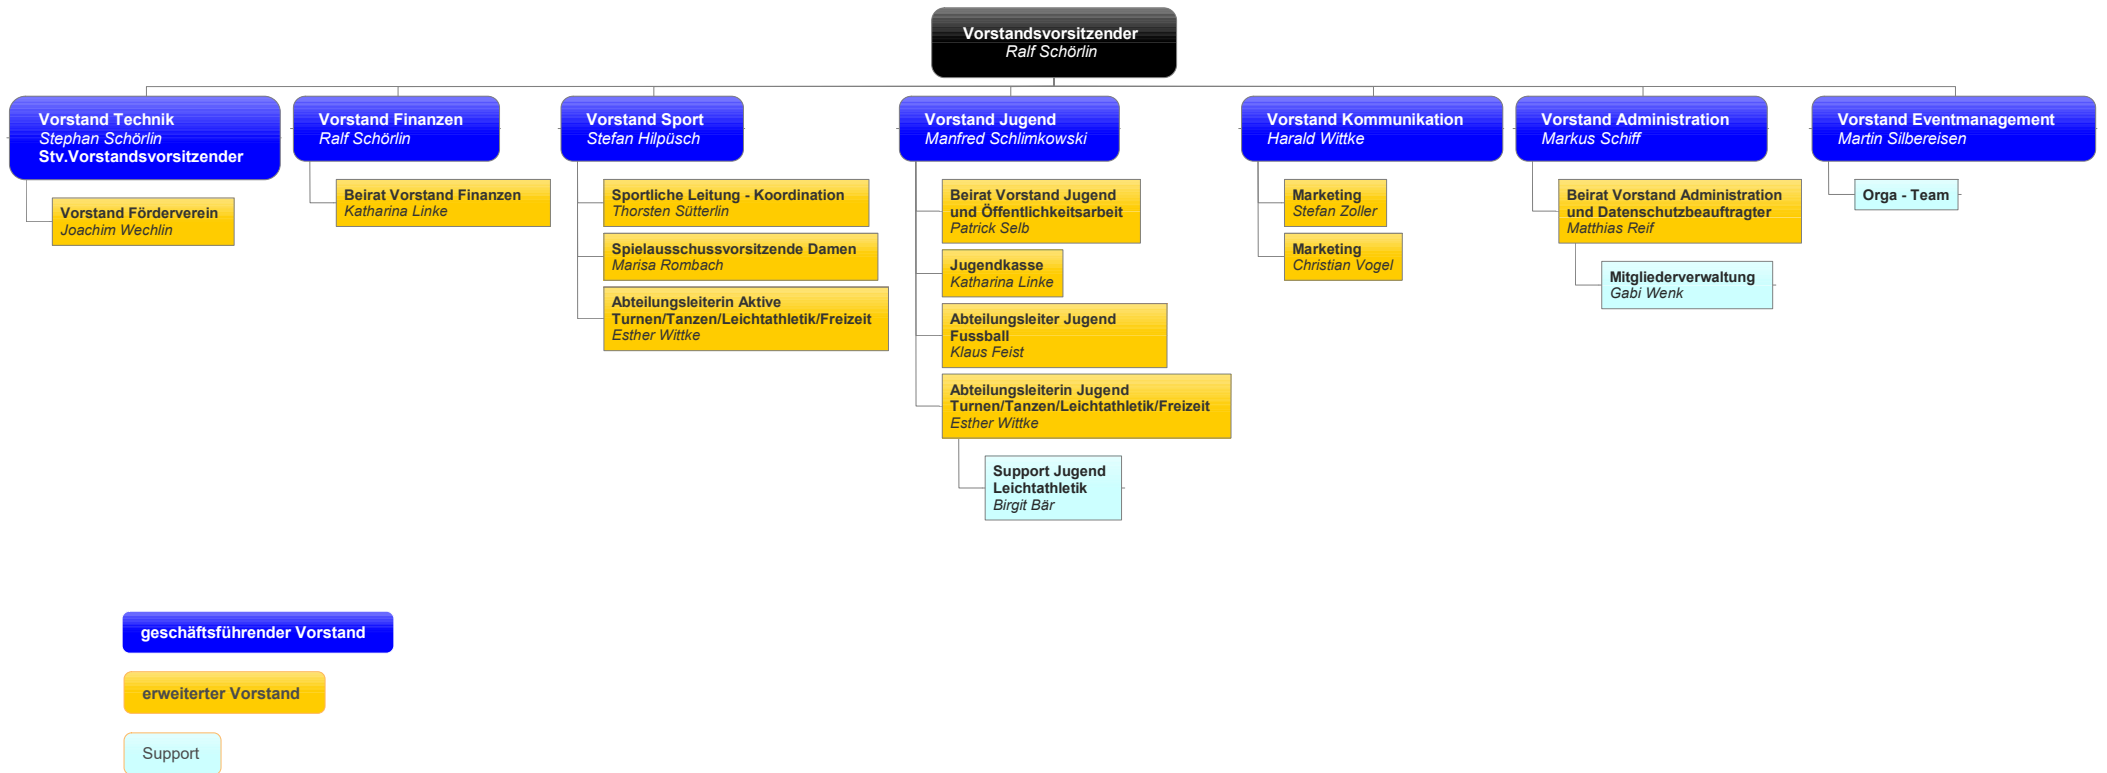 Vorstandsvorsitzender
Ralf Schörlin
Vorstand Technik
Stephan Schörlin
Stv.Vorstandsvorsitzender
Vorstand Förderverein
Joachim Wechlin
Vorstand Finanzen
Ralf Schörlin
Beirat Vorstand Finanzen
Katharina Linke
Vorstand Sport
Stefan Hilpüsch
Sportliche Leitung - Koordination
Thorsten Sütterlin
Spielausschussvorsitzende Damen
Marisa Rombach
Abteilungsleiterin Aktive
Turnen/Tanzen/Leichtathletik/Freizeit
Esther Wittke
Vorstand Jugend
Manfred Schlimkowski
Beirat Vorstand Jugend
und Öffentlichkeitsarbeit
Patrick Selb
Jugendkasse
Katharina Linke
Abteilungsleiter Jugend
Fussball
Klaus Feist
Abteilungsleiterin Jugend
Turnen/Tanzen/Leichtathletik/Freizeit
Esther Wittke
Support Jugend
Leichtathletik
Birgit Bär
Vorstand Kommunikation
Harald Wittke
Marketing
Stefan Zoller
Marketing
Christian Vogel
Vorstand Administration
Markus Schiff
Beirat Vorstand Administration
und Datenschutzbeauftragter
Matthias Reif
Mitgliederverwaltung
Gabi Wenk
Vorstand Eventmanagement
Martin Silbereisen
Orga - Team
geschäftsführender Vorstand
erweiterter Vorstand
Support